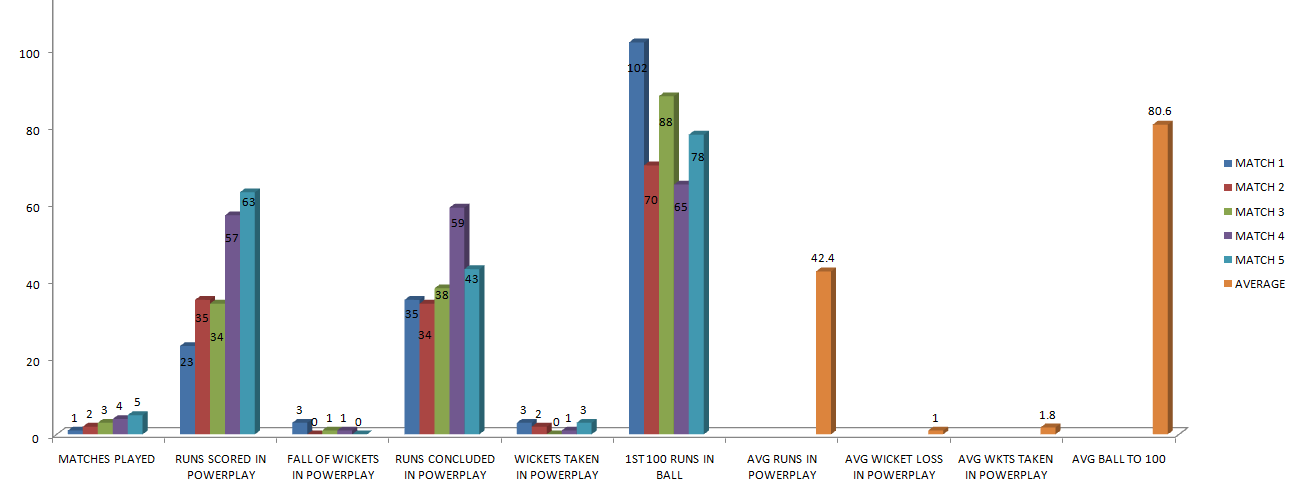 100
80
60
40
20
0
1 2 3 4 5
23 35 34 57 63
3 0 1 1 0
35 34 38 59 43
3 2 0 1 3
102 70 88 65 78
42.4
1
1.8
80.6
MATCHES PLAYED
RUNS SCORED IN
POWERPLAY
FALL OF WICKETS
IN POWERPLAY
RUNS CONCLUDED
IN POWERPLAY
WICKETS TAKEN
IN POWERPLAY
1ST 100 RUNS IN
BALL
AVG RUNS IN
POWERPLAY
AVG WICKET LOSS
IN POWERPLAY
AVG WKTS TAKEN
IN POWERPLAY
AVG BALL TO 100
MATCH 1
MATCH 2
MATCH 3
MATCH 4
MATCH 5
AVERAGE